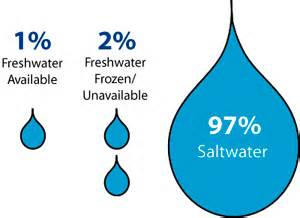 1%
Freshwater
Available
2%
Freshwater
Frozen/
Unavailable
97%
Saltwater